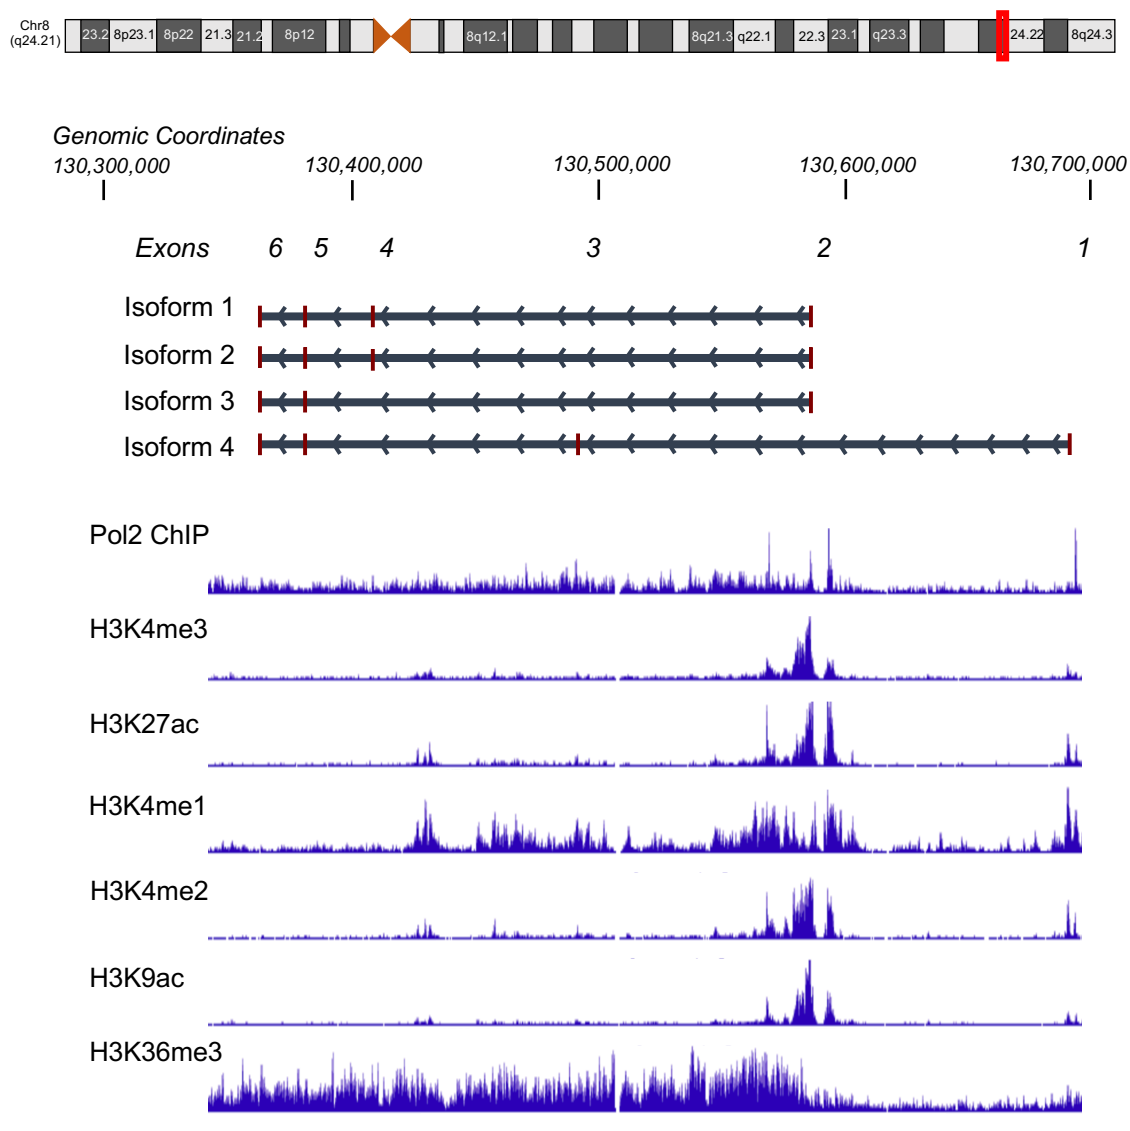 Chr8
(q24.21)
23.2 8p23.1 8p22 21.3 21.2 8p12 8q12.1 8q21.3 q22.1 22.3 23.1 q23.3 24.22 8q24.3
Genomic Coordinates
130,300,000 130,400,000 130,500,000 130,600,000 130,700,000
Exons 6 5 4 3 2 1
Isoform 1
Isoform 2
Isoform 3
Isoform 4
Pol2 ChIP
H3K4me3
H3K27ac
H3K4me1
H3K4me2
H3K9ac
H3K36me3